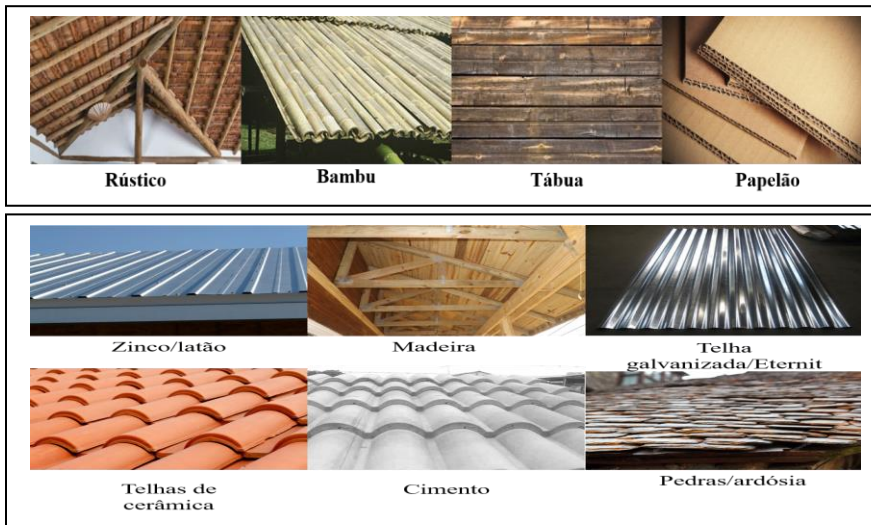 Rústico
Bambu
Tábua
Papelão
Zinco/latão
Madeira
Telha
galvanizada/Eternit
Telhas de
cerâmica
Cimento
Pedras/ardósia